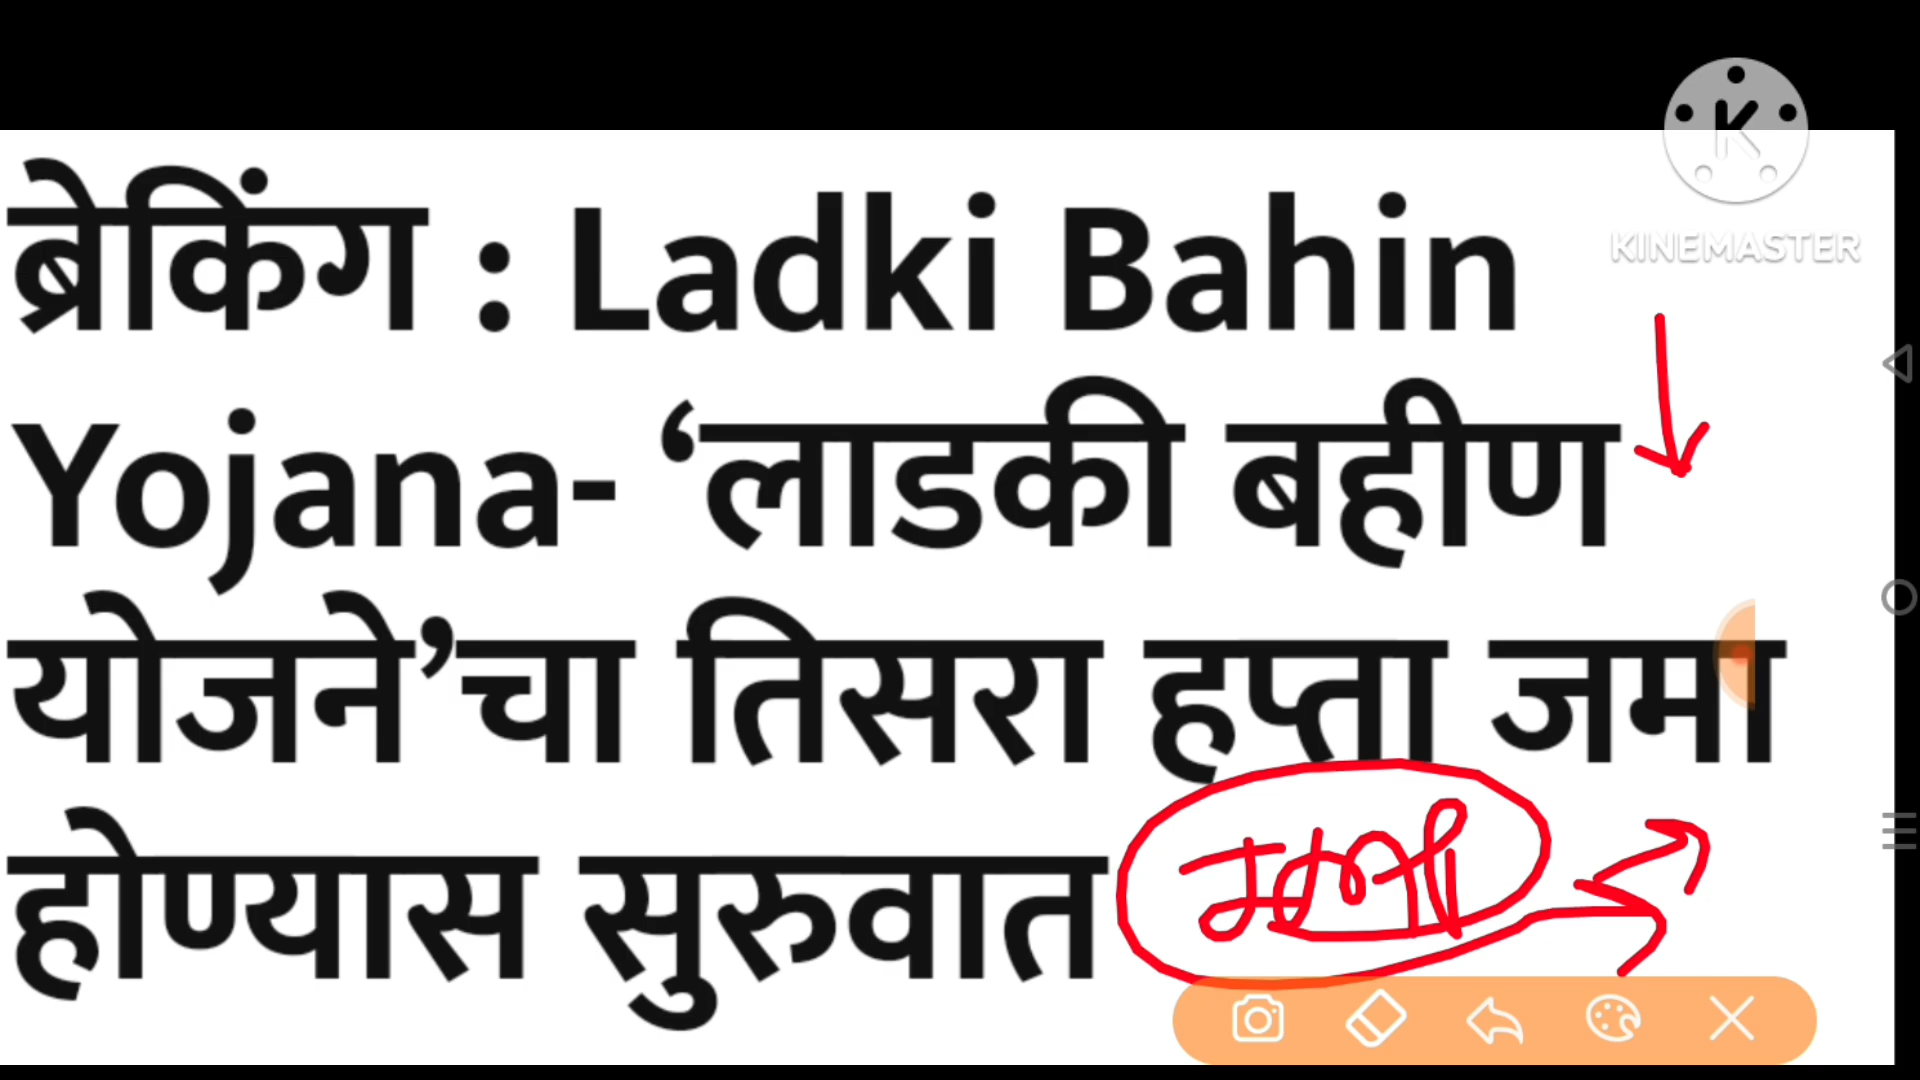 KINEMASTER
ब्रेकिंग : Ladki Bahin
Yojana- ‘लाडकी बहीण
योजने’चा तिसरा हप्ता जमा
होण्यास सुरुवात